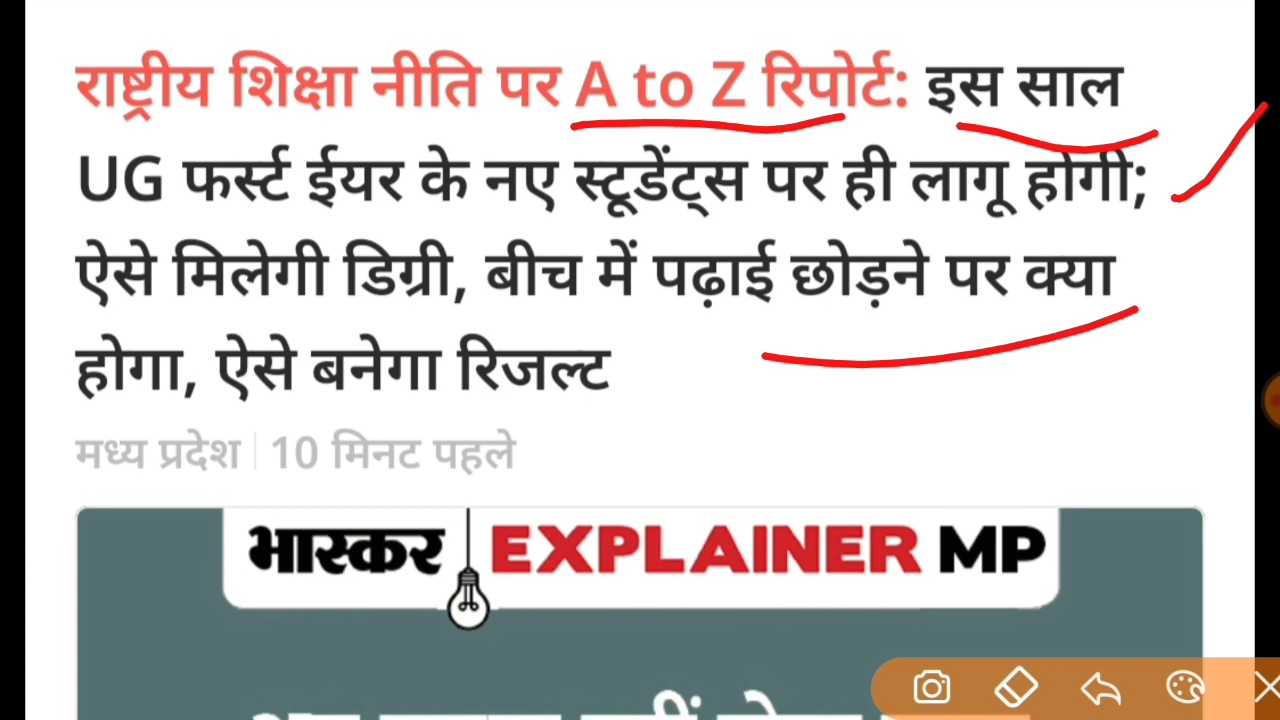 राष्ट्रीय शिक्षा नीति पर A to Z रिपोर्ट: इस साल
UG फर्स्ट ईयर के नए स्टूडेंट्स पर ही लागू होगी;
ऐसे मिलेगी डिग्री, बीच में पढ़ाई छोड़ने पर क्या
होगा, ऐसे बनेगा रिजल्ट
मध्य प्रदेश | 10 मिनट पहले
भास्कर EXPLAINER MP